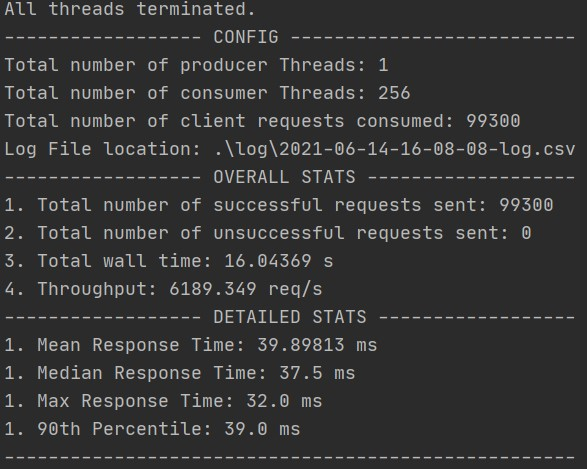 All threads terminated.
------------------ CONFIG --------------------------
Total number of producer Threads: 1
Total number of consumer Threads: 256
Total number of client requests consumed: 99300
Log File location: .\log\2021-06-14-16-08-08-log.csv
------------------ OVERALL STATS -------------------
1. Total number of successful requests sent: 99300
2. Total number of unsuccessful requests sent: 0
3. Total wall time: 16.04369 s
4. Throughput: 6189.349 req/s
------------------ DETAILED STATS ------------------
1. Mean Response Time: 39.89813 ms
1. Median Response Time: 37.5 ms
1. Max Response Time: 32.0 ms
1. 90th Percentile: 39.0 ms
----------------------------------------------------